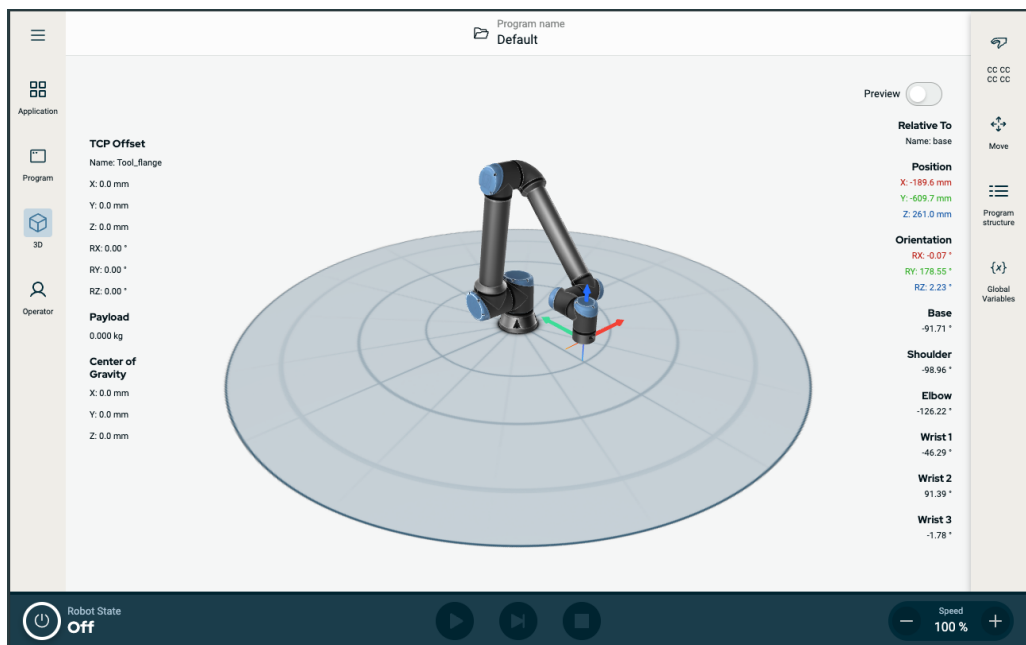 Program name
Default
Application
Program
3D
Operator
TCP Offset
Name: Tool_flange
X: 0.0 mm
Y: 0.0 mm
Z: 0.0 mm
RX: 0.00 °
RY: 0.00 °
RZ: 0.00 °
Payload
0.000 kg
Center of
Gravity
X: 0.0 mm
Y: 0.0 mm
Z: 0.0 mm
Preview
Relative To
Name: base
Position
X: -189.6 mm
Y: -609.7 mm
Z: 261.0 mm
Orientation
RX: -0.07 °
RY: 178.55 °
RZ: 2.23 °
Base
-91.71 °
Shoulder
-98.96 °
Elbow
-126.22 °
Wrist 1
-46.29 °
Wrist 2
91.39 °
Wrist 3
-1.78 °
CC CC
CC CC
Move
Program
structure
{x}
Global
Variables
Robot State
Off
Speed
100 %